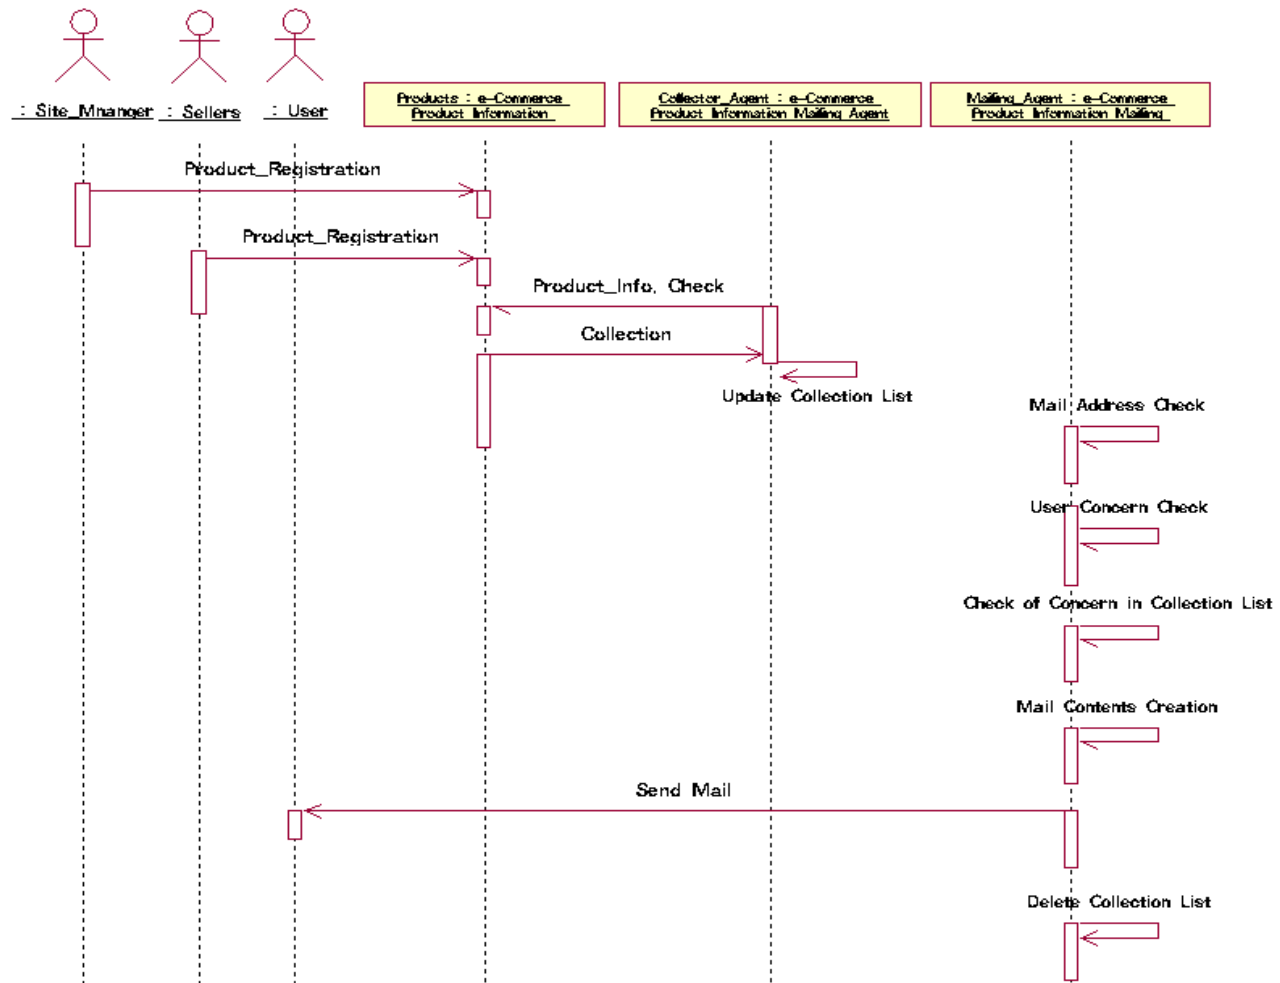 : Site_Mnanger
: Sellers
: User
Products : e-Commerce
Product Information
Collector_Agent : e-Commerce
Product Information Mailing Agent
Mailing_Agent : e-Commerce
Product Information Mailing
Product_Registration
Product_Registration
Product_Info. Check
Collection
Update Collection List
Mail Address Check
User Concern Check
Check of Concern in Collection List
Mail Contents Creation
Send Mail
Delete Collection List